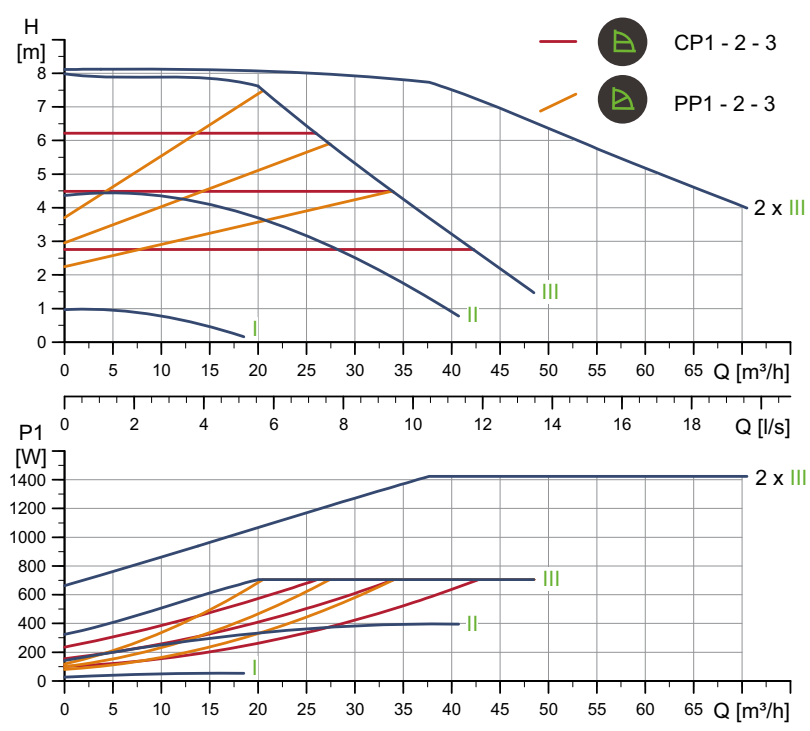 H
[m]
CP1 - 2 - 3
PP1 - 2 - 3
8
7
6
5
4
3
2
1
0
2 x III
III
II
I
0 5 10 15 20 25 30 35 40 45 50 55 60 65 Q [m³/h]
0 2 4 6 8 10 12 14 16 18 Q [l/s]
P1
[W]
1400
1200
1000
800
600
400
200
0
2 x III
III
II
I
0 5 10 15 20 25 30 35 40 45 50 55 60 65 Q [m³/h]